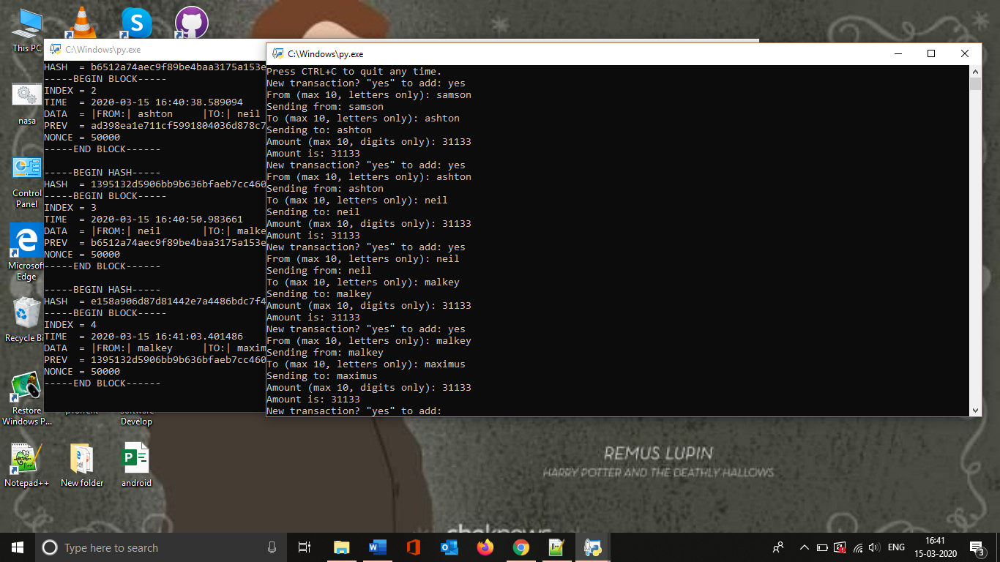 This PC
nasa
Control
Panel
Microsoft
Edge
Recycle Bi
Restore
Windows P...
Software
Develop
Notepad++
New folder
android
C:\Windows\py.exe
HASH  = b6512a74aec9f89be4baa3175a153e
-----BEGIN BLOCK-----
INDEX = 2
TIME  = 2020-03-15 16:40:38.589094
DATA  = |FROM:| ashton     |TO:| neil
PREV  = ad398ea1e711cf5991804036d878c7
NONCE = 50000
-----END BLOCK------
-----BEGIN HASH-----
HASH  = 1395132d5906bb9b636bfaeb7cc460
-----BEGIN BLOCK-----
INDEX = 3
TIME  = 2020-03-15 16:40:50.983661
DATA  = |FROM:| neil       |TO:| malke
PREV  = b6512a74aec9f89be4baa3175a153e
NONCE = 50000
-----END BLOCK------
-----BEGIN HASH-----
HASH  = e158a906d87d81442e7a4486bdc7f4
-----BEGIN BLOCK-----
INDEX = 4
TIME  = 2020-03-15 16:41:03.401486
DATA  = |FROM:| malkey     |TO:| maxim
PREV  = 1395132d5906bb9b636bfaeb7cc460
NONCE = 50000
-----END BLOCK------
C:\Windows\py.exe
Press CTRL+C to quit any time.
New transaction? "yes" to add: yes
From (max 10, letters only): samson
Sending from: samson
To (max 10, letters only): ashton
Sending to: ashton
Amount (max 10, digits only): 31133
Amount is: 31133
New transaction? "yes" to add: yes
From (max 10, letters only): ashton
Sending from: ashton
To (max 10, letters only): neil
Sending to: neil
Amount (max 10, digits only): 31133
Amount is: 31133
New transaction? "yes" to add: yes
From (max 10, letters only): neil
Sending from: neil
To (max 10, letters only): malkey
Sending to: malkey
Amount (max 10, digits only): 31133
Amount is: 31133
New transaction? "yes" to add: yes
From (max 10, letters only): malkey
Sending from: malkey
To (max 10, letters only): maximus
Sending to: maximus
Amount (max 10, digits only): 31133
Amount is: 31133
New transaction? "yes" to add:
REMUS LUPIN
HARRY POTTER AND THE DEATHLY HALLOWS
Type here to search
ENG
16:41
15-03-2020
3